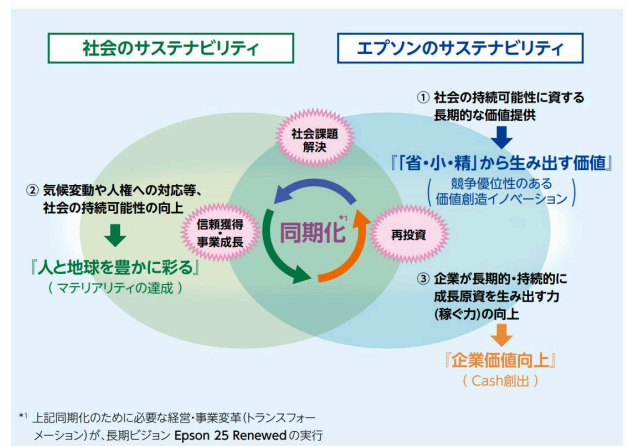 社会のサステナビリティ
エプソンのサステナビリティ
① 社会の持続可能性に資する
長期的な価値提供
『「省・小・精」から生み出す価値』
( 競争優位性のある
価値創造イノベーション )
社会課題
解決
② 気候変動や人権への対応等、
社会の持続可能性の向上
『人と地球を豊かに彩る』
( マテリアリティの達成 )
信頼獲得
・
事業成長
同期化*1
再投資
③ 企業が長期的・持続的に
成長原資を生み出す力
(稼ぐ力)の向上
『企業価値向上』
( Cash創出 )
*1 上記同期化のために必要な経営・事業変革(トランスフォー
メーション)が、長期ビジョン Epson 25 Renewed の実行